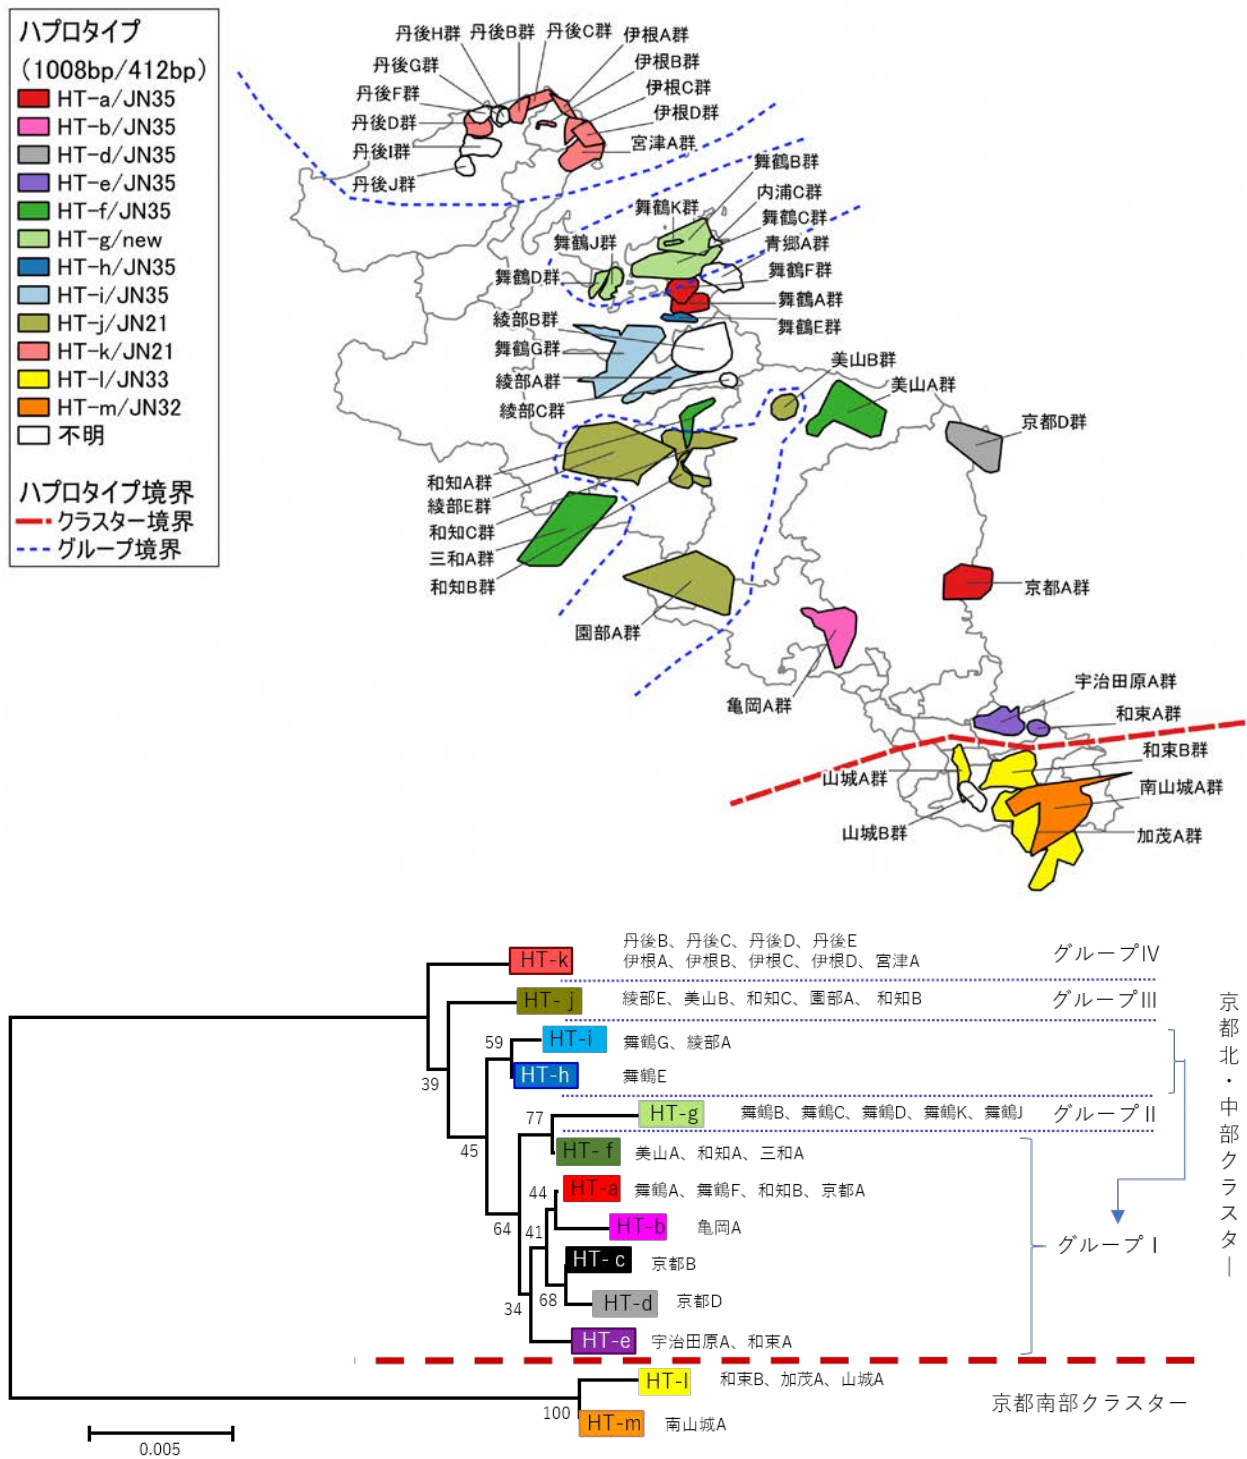 ハプロタイプ
（1008bp/412bp）
HT-a/JN35
HT-b/JN35
HT-d/JN35
HT-e/JN35
HT-f/JN35
HT-g/new
HT-h/JN35
HT-i/JN35
HT-j/JN21
HT-k/JN21
HT-l/JN33
HT-m/JN32
不明
ハプロタイプ境界
クラスター境界
グループ境界
丹後H群
丹後B群
丹後C群
伊根A群
丹後G群
伊根B群
丹後F群
伊根C群
丹後D群
伊根D群
丹後I群
宮津A群
丹後J群
舞鶴B群
内浦C群
舞鶴K群
舞鶴C群
舞鶴J群
青郷A群
舞鶴D群
舞鶴F群
舞鶴A群
綾部B群
舞鶴E群
舞鶴G群
美山B群
綾部A群
美山A群
綾部C群
京都D群
和知A群
綾部E群
和知C群
三和A群
和知B群
京都A群
園部A群
亀岡A群
宇治田原A群
和束A群
和束B群
山城A群
南山城A群
山城B群
加茂A群
HT-k
丹後B、丹後C、丹後D、丹後E
伊根A、伊根B、伊根C、伊根D、宮津A
グループⅣ
HT- j
綾部E、美山B、和知C、園部A、 和知B
グループⅢ
59
HT-i
舞鶴G、綾部A
HT-h
舞鶴E
39
77
HT-g
舞鶴B、舞鶴C、舞鶴D、舞鶴K、舞鶴J
グループⅡ
45
HT- f
美山A、和知A、三和A
44
HT-a
舞鶴A、舞鶴F、和知B、京都A
64
41
HT-b
亀岡A
グループⅠ
HT- c
京都B
68
HT-d
京都D
34
HT-e
宇治田原A、和束A
京都北・中部クラスター
HT-l
和束B、加茂A、山城A
京都南部クラスター
100
HT-m
南山城A
0.005